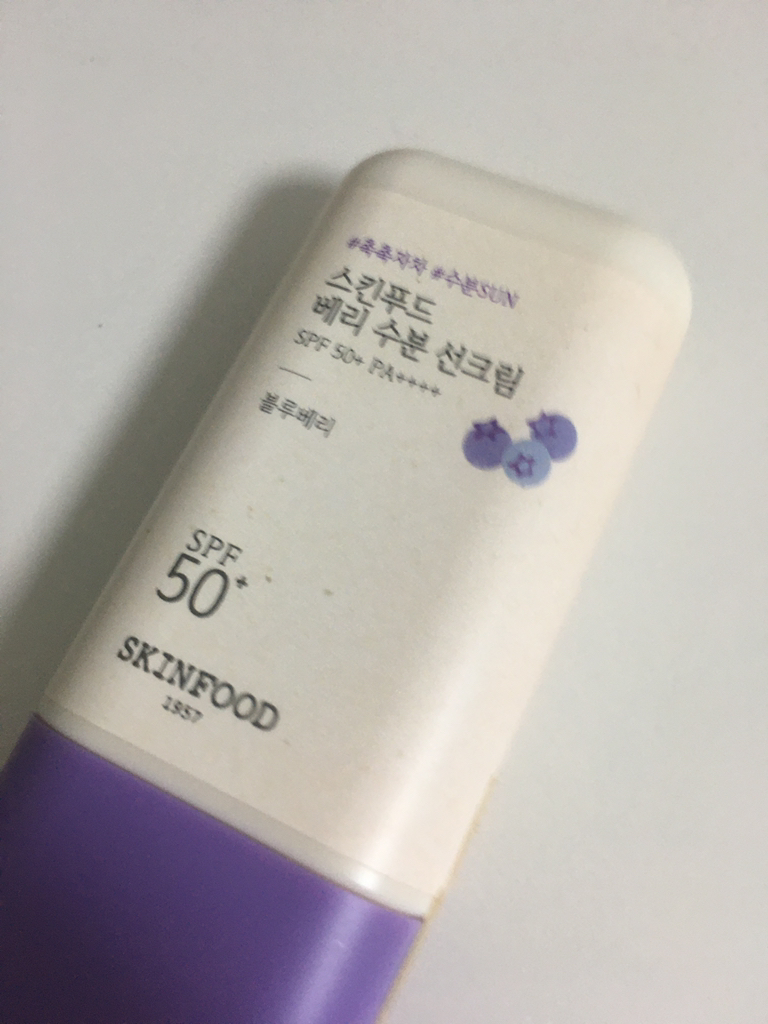 #촉촉차차 #수분SUN
스킨푸드
베리 수분 선크림
SPF 50+ PA++++
블루베리
SPF
50+
SKINFOOD
1957